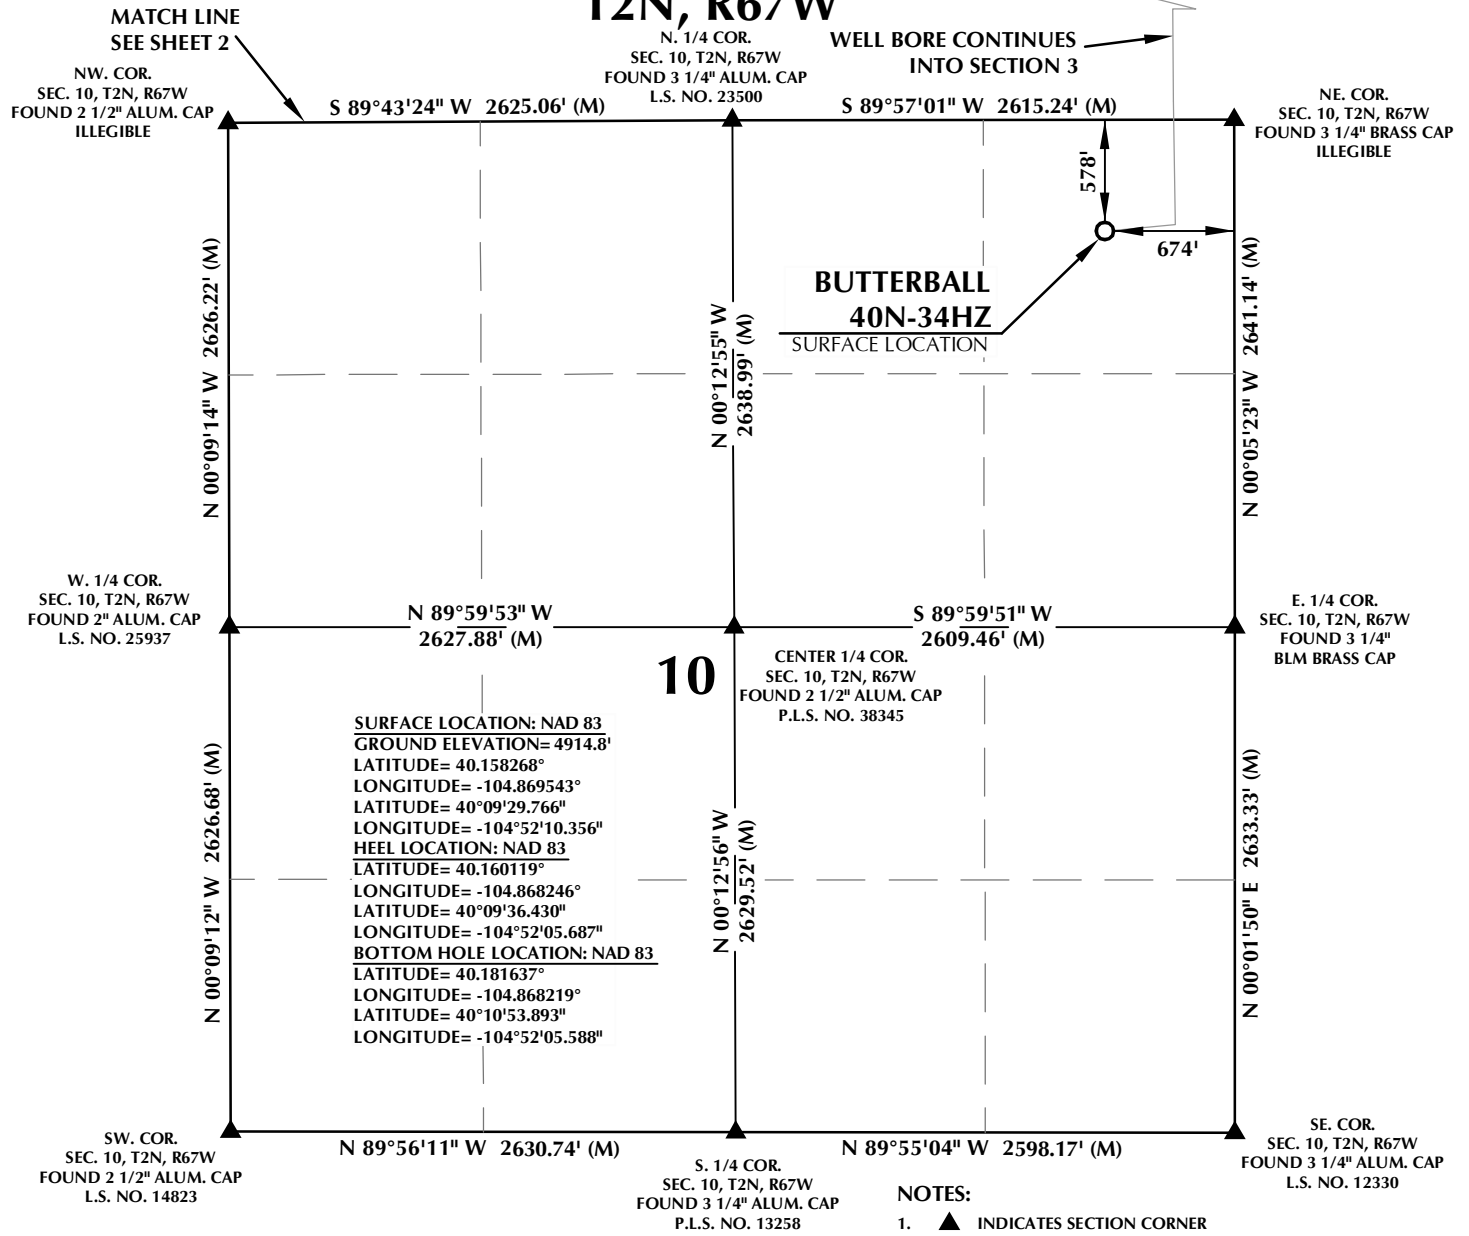 T2N, R67W
MATCH LINE
SEE SHEET 2
WELL BORE CONTINUES
INTO SECTION 3
NW. COR.
SEC. 10, T2N, R67W
FOUND 2 1/2" ALUM. CAP
ILLEGIBLE
N. 1/4 COR.
SEC. 10, T2N, R67W
FOUND 3 1/4" ALUM. CAP
L.S. NO. 23500
NE. COR.
SEC. 10, T2N, R67W
FOUND 3 1/4" BRASS CAP
ILLEGIBLE
S 89°43'24" W 2625.06' (M)
S 89°57'01" W 2615.24' (M)
578'
674'
BUTTERBALL
40N-34HZ
SURFACE LOCATION
N 00°09'14" W 2626.22' (M)
N 00°12'55" W
2638.99' (M)
N 00°05'23" W 2641.14' (M)
W. 1/4 COR.
SEC. 10, T2N, R67W
FOUND 2" ALUM. CAP
L.S. NO. 25937
N 89°59'53" W
2627.88' (M)
S 89°59'51" W
2609.46' (M)
E. 1/4 COR.
SEC. 10, T2N, R67W
FOUND 3 1/4"
BLM BRASS CAP
10
CENTER 1/4 COR.
SEC. 10, T2N, R67W
FOUND 2 1/2" ALUM. CAP
P.L.S. NO. 38345
SURFACE LOCATION: NAD 83
GROUND ELEVATION= 4914.8'
LATITUDE= 40.158268°
LONGITUDE= -104.869543°
LATITUDE= 40°09'29.766"
LONGITUDE= -104°52'10.356"
HEEL LOCATION: NAD 83
LATITUDE= 40.160119°
LONGITUDE= -104.868246°
LATITUDE= 40°09'36.430"
LONGITUDE= -104°52'05.687"
BOTTOM HOLE LOCATION: NAD 83
LATITUDE= 40.181637°
LONGITUDE= -104.868219°
LATITUDE= 40°10'53.893"
LONGITUDE= -104°52'05.588"
N 00°09'12" W 2626.68' (M)
N 00°12'56" W
2629.52' (M)
N 00°01'50" E 2633.33' (M)
SW. COR.
SEC. 10, T2N, R67W
FOUND 2 1/2" ALUM. CAP
L.S. NO. 14823
N 89°56'11" W 2630.74' (M)
N 89°55'04" W 2598.17' (M)
S. 1/4 COR.
SEC. 10, T2N, R67W
FOUND 3 1/4" ALUM. CAP
P.L.S. NO. 13258
SE. COR.
SEC. 10, T2N, R67W
FOUND 3 1/4" ALUM. CAP
L.S. NO. 12330
NOTES:
1. ▲ INDICATES SECTION CORNER